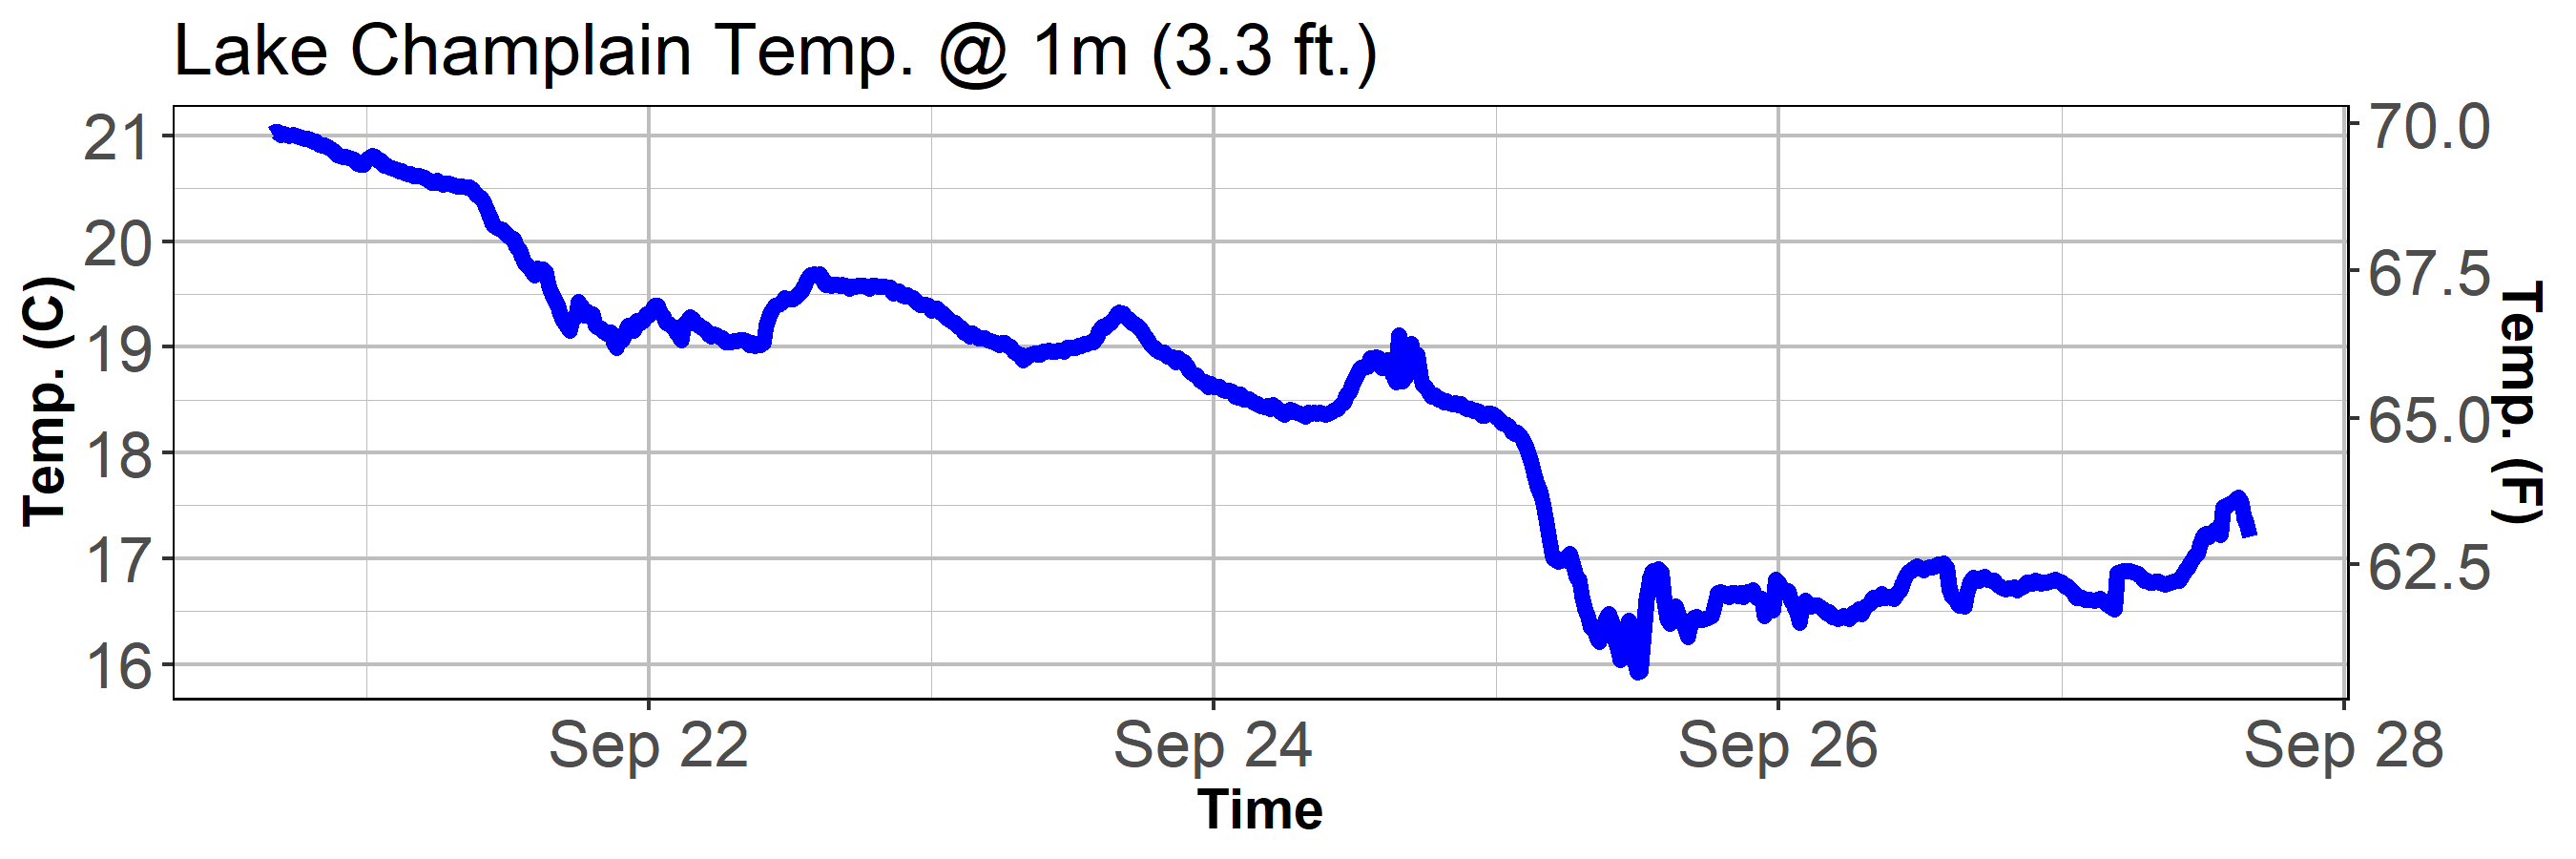 Lake Champlain Temp. @ 1m (3.3 ft.)
21
20
19
18
17
16
Temp. (C)
70.0
67.5
65.0
62.5
Temp. (F)
Sep 22
Sep 24
Sep 26
Sep 28
Time